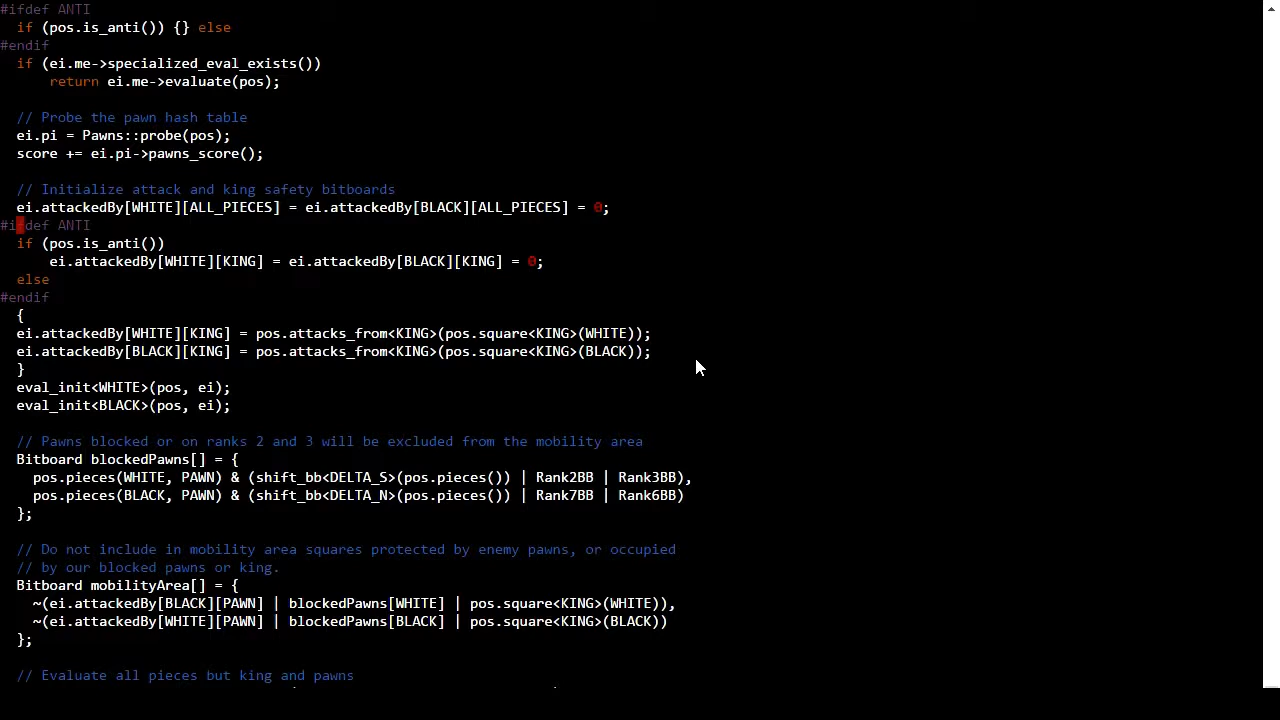 #ifdef ANTI
  if (pos.is_anti()) {} else
#endif
  if (ei.me->specialized_eval_exists())
      return ei.me->evaluate(pos);

  // Probe the pawn hash table
  ei.pi = Pawns::probe(pos);
  score += ei.pi->pawns_score();

  // Initialize attack and king safety bitboards
  ei.attackedBy[WHITE][ALL_PIECES] = ei.attackedBy[BLACK][ALL_PIECES] = 0;
#ifdef ANTI
  if (pos.is_anti())
      ei.attackedBy[WHITE][KING] = ei.attackedBy[BLACK][KING] = 0;
  else
#endif
  {
  ei.attackedBy[WHITE][KING] = pos.attacks_from<KING>(pos.square<KING>(WHITE));
  ei.attackedBy[BLACK][KING] = pos.attacks_from<KING>(pos.square<KING>(BLACK));
  }
  eval_init<WHITE>(pos, ei);
  eval_init<BLACK>(pos, ei);

  // Pawns blocked or on ranks 2 and 3 will be excluded from the mobility area
  Bitboard blockedPawns[] = {
    pos.pieces(WHITE, PAWN) & (shift_bb<DELTA_S>(pos.pieces()) | Rank2BB | Rank3BB),
    pos.pieces(BLACK, PAWN) & (shift_bb<DELTA_N>(pos.pieces()) | Rank7BB | Rank6BB)
  };

  // Do not include in mobility area squares protected by enemy pawns, or occupied
  // by our blocked pawns or king.
  Bitboard mobilityArea[] = {
    ~(ei.attackedBy[BLACK][PAWN] | blockedPawns[WHITE] | pos.square<KING>(WHITE)),
    ~(ei.attackedBy[WHITE][PAWN] | blockedPawns[BLACK] | pos.square<KING>(BLACK))
  };

  // Evaluate all pieces but king and pawns